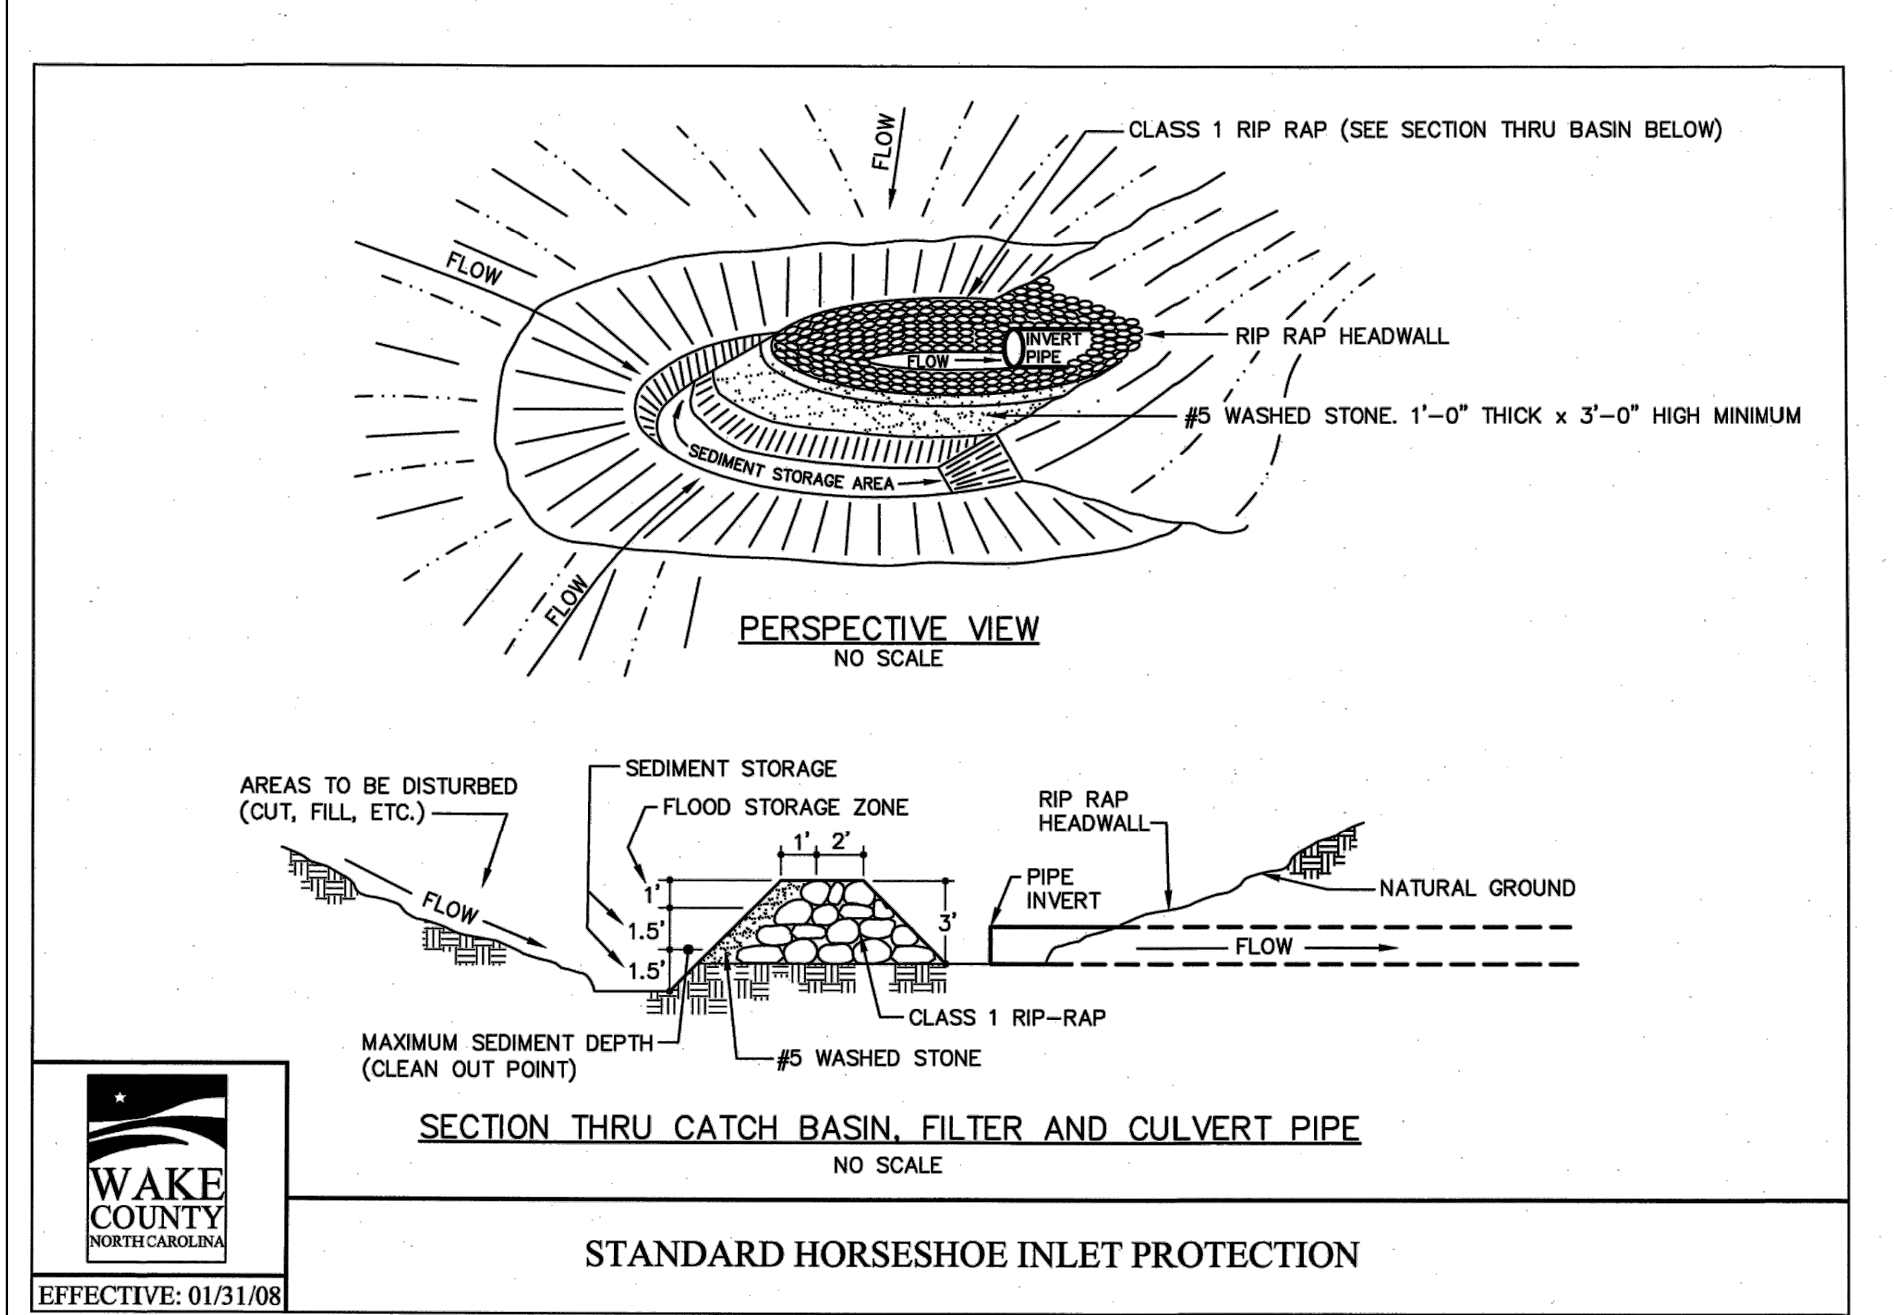 FLOW
CLASS 1 RIP RAP (SEE SECTION THRU BASIN BELOW)
FLOW
RIP RAP HEADWALL
INVERT
PIPE
FLOW
#5 WASHED STONE. 1'-0" THICK x 3'-0" HIGH MINIMUM
SEDIMENT STORAGE AREA
FLOW
PERSPECTIVE VIEW
NO SCALE
SEDIMENT STORAGE
AREAS TO BE DISTURBED
(CUT, FILL, ETC.)
FLOOD STORAGE ZONE
RIP RAP
HEADWALL
1' 2'
PIPE
INVERT
NATURAL GROUND
FLOW
1'
1.5'
1.5'
3'
FLOW
CLASS 1 RIP-RAP
MAXIMUM SEDIMENT DEPTH
(CLEAN OUT POINT)
#5 WASHED STONE
SECTION THRU CATCH BASIN, FILTER AND CULVERT PIPE
NO SCALE
WAKE
COUNTY
NORTH CAROLINA
STANDARD HORSESHOE INLET PROTECTION
EFFECTIVE: 01/31/08